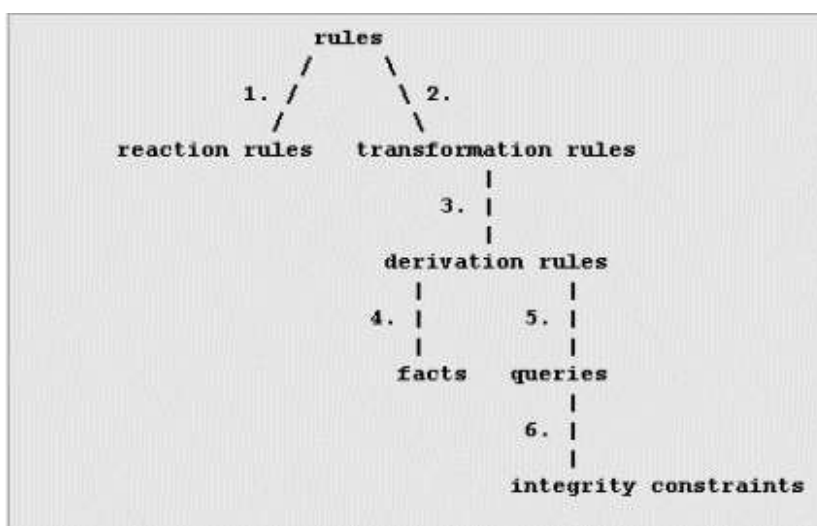 rules
1. 2.
reaction rules transformation rules
3.
derivation rules
4. 5.
facts queries
6.
integrity constraints